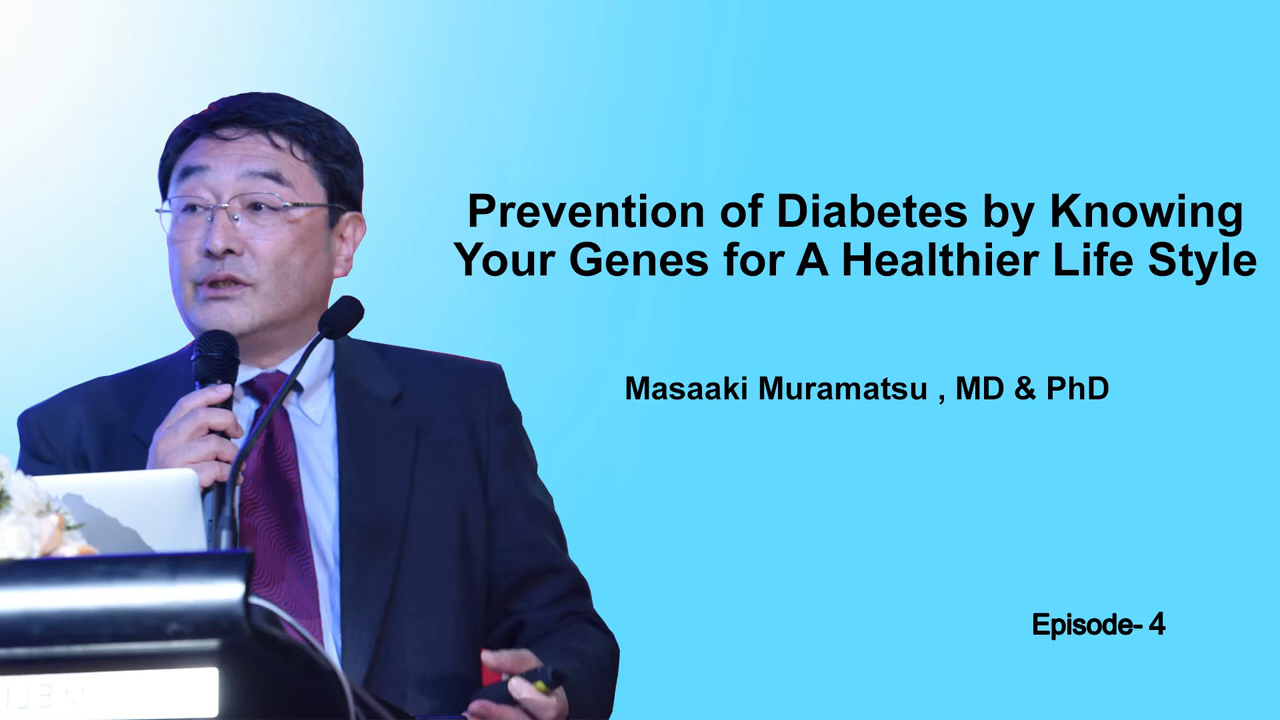 Prevention of Diabetes by Knowing
Your Genes for A Healthier Life Style
Masaaki Muramatsu , MD & PhD
Episode- 4